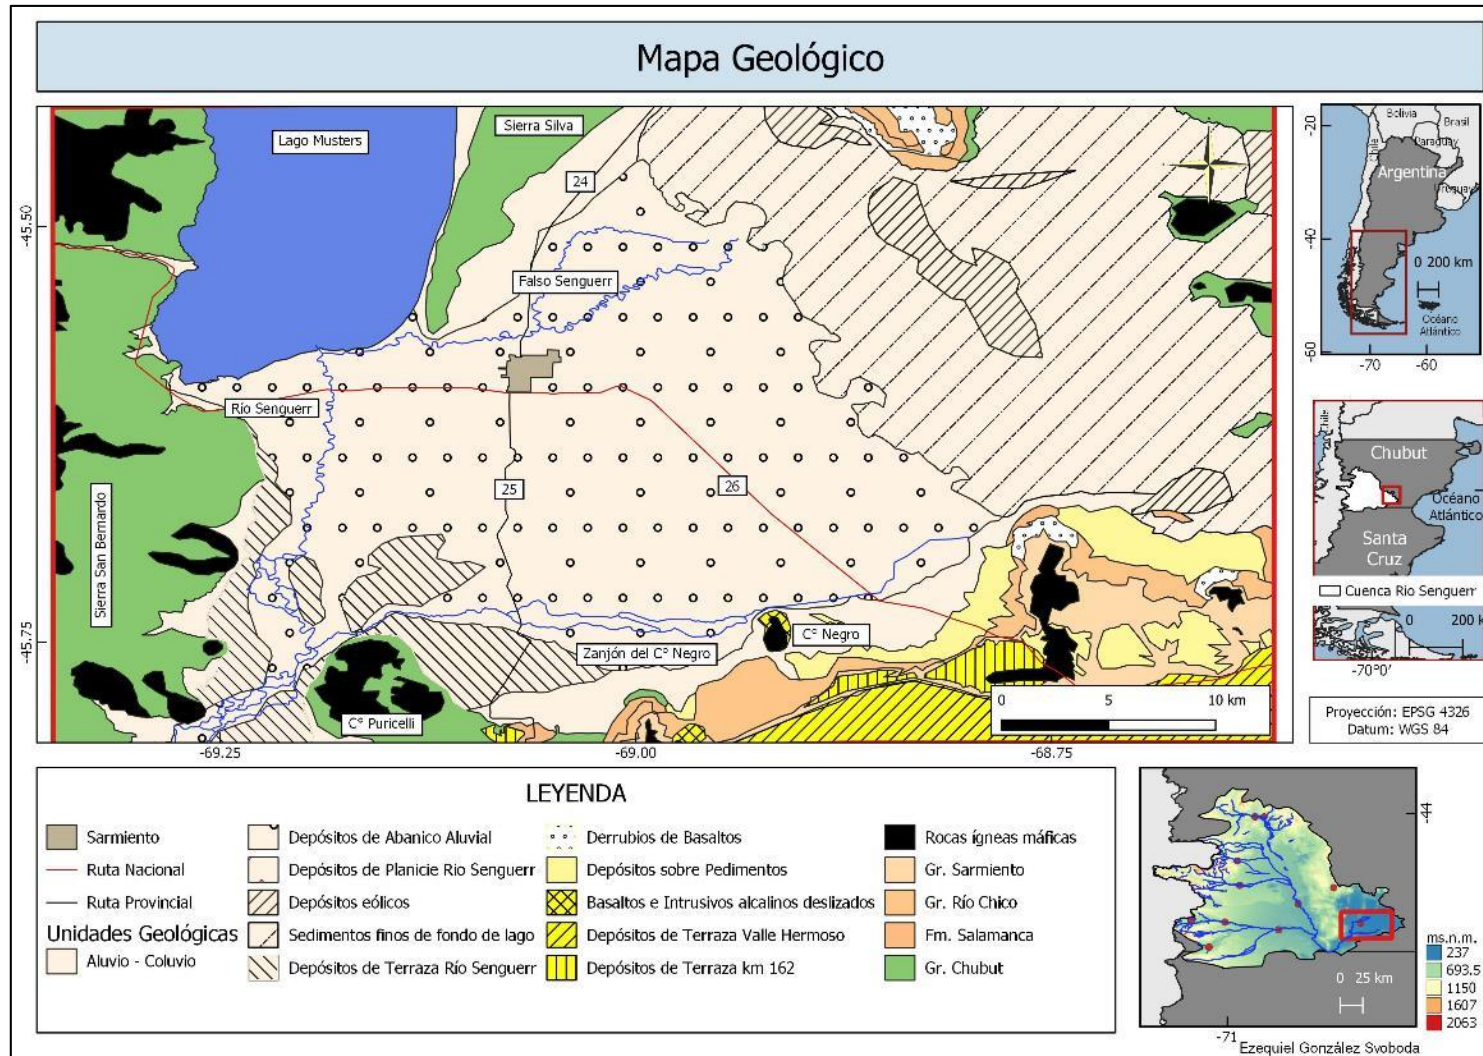 Mapa Geológico
Lago Musters
Sierra Silva
24
Falso Senguerr
Río Senguerr
25
26
Sierra San Bernardo
C° Negro
Zanjón del C° Negro
C° Puricelli
0 5 10 km
-45.50
-45.75
-69.25 -69.00 -68.75
Bolivia
Brasil
Paraguay
Chile
Argentina
Uruguay
0 200 km
Océano
Atlántico
-20
-40
-60
-70 -60
Chile
Chubut
Océano
Atlántico
Santa
Cruz
Cuenca Rio Senguerr
0 200 k
-70°0'
Proyección: EPSG 4326
Datum: WGS 84
LEYENDA
Sarmiento
Ruta Nacional
Ruta Provincial
Unidades Geológicas
Aluvio - Coluvio
Depósitos de Abanico Aluvial
Depósitos de Planicie Rio Senguerr
Depósitos eólicos
Sedimentos finos de fondo de lago
Depósitos de Terraza Río Senguerr
Derrubios de Basaltos
Depósitos sobre Pedimentos
Basaltos e Intrusivos alcalinos deslizados
Depósitos de Terraza Valle Hermoso
Depósitos de Terraza km 162
Rocas ígneas máficas
Gr. Sarmiento
Gr. Río Chico
Fm. Salamanca
Gr. Chubut
-44
ms.n.m.
237
693.5
1150
1607
2063
0 25 km
-71
Ezequiel González Svoboda